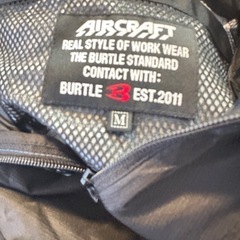 AIRCRAFT
REAL STYLE OF WORK WEAR
THE BURTLE STANDARD
CONTACT WITH:
BURTLE EST.2011
M